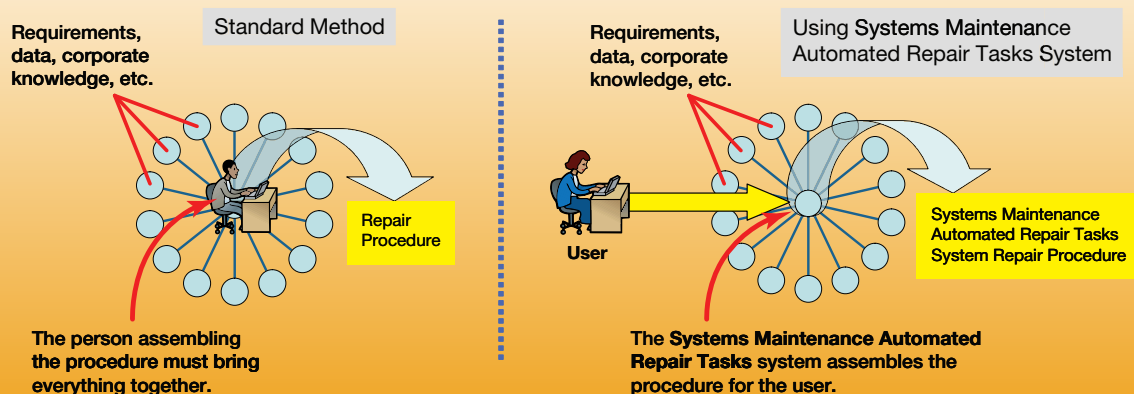 Standard Method
Requirements,
data, corporate
knowledge, etc.
Repair
Procedure
The person assembling
the procedure must bring
everything together.
Using Systems Maintenance
Automated Repair Tasks System
Requirements,
data, corporate
knowledge, etc.
User
Systems Maintenance
Automated Repair Tasks
System Repair Procedure
The Systems Maintenance Automated
Repair Tasks system assembles the
procedure for the user.